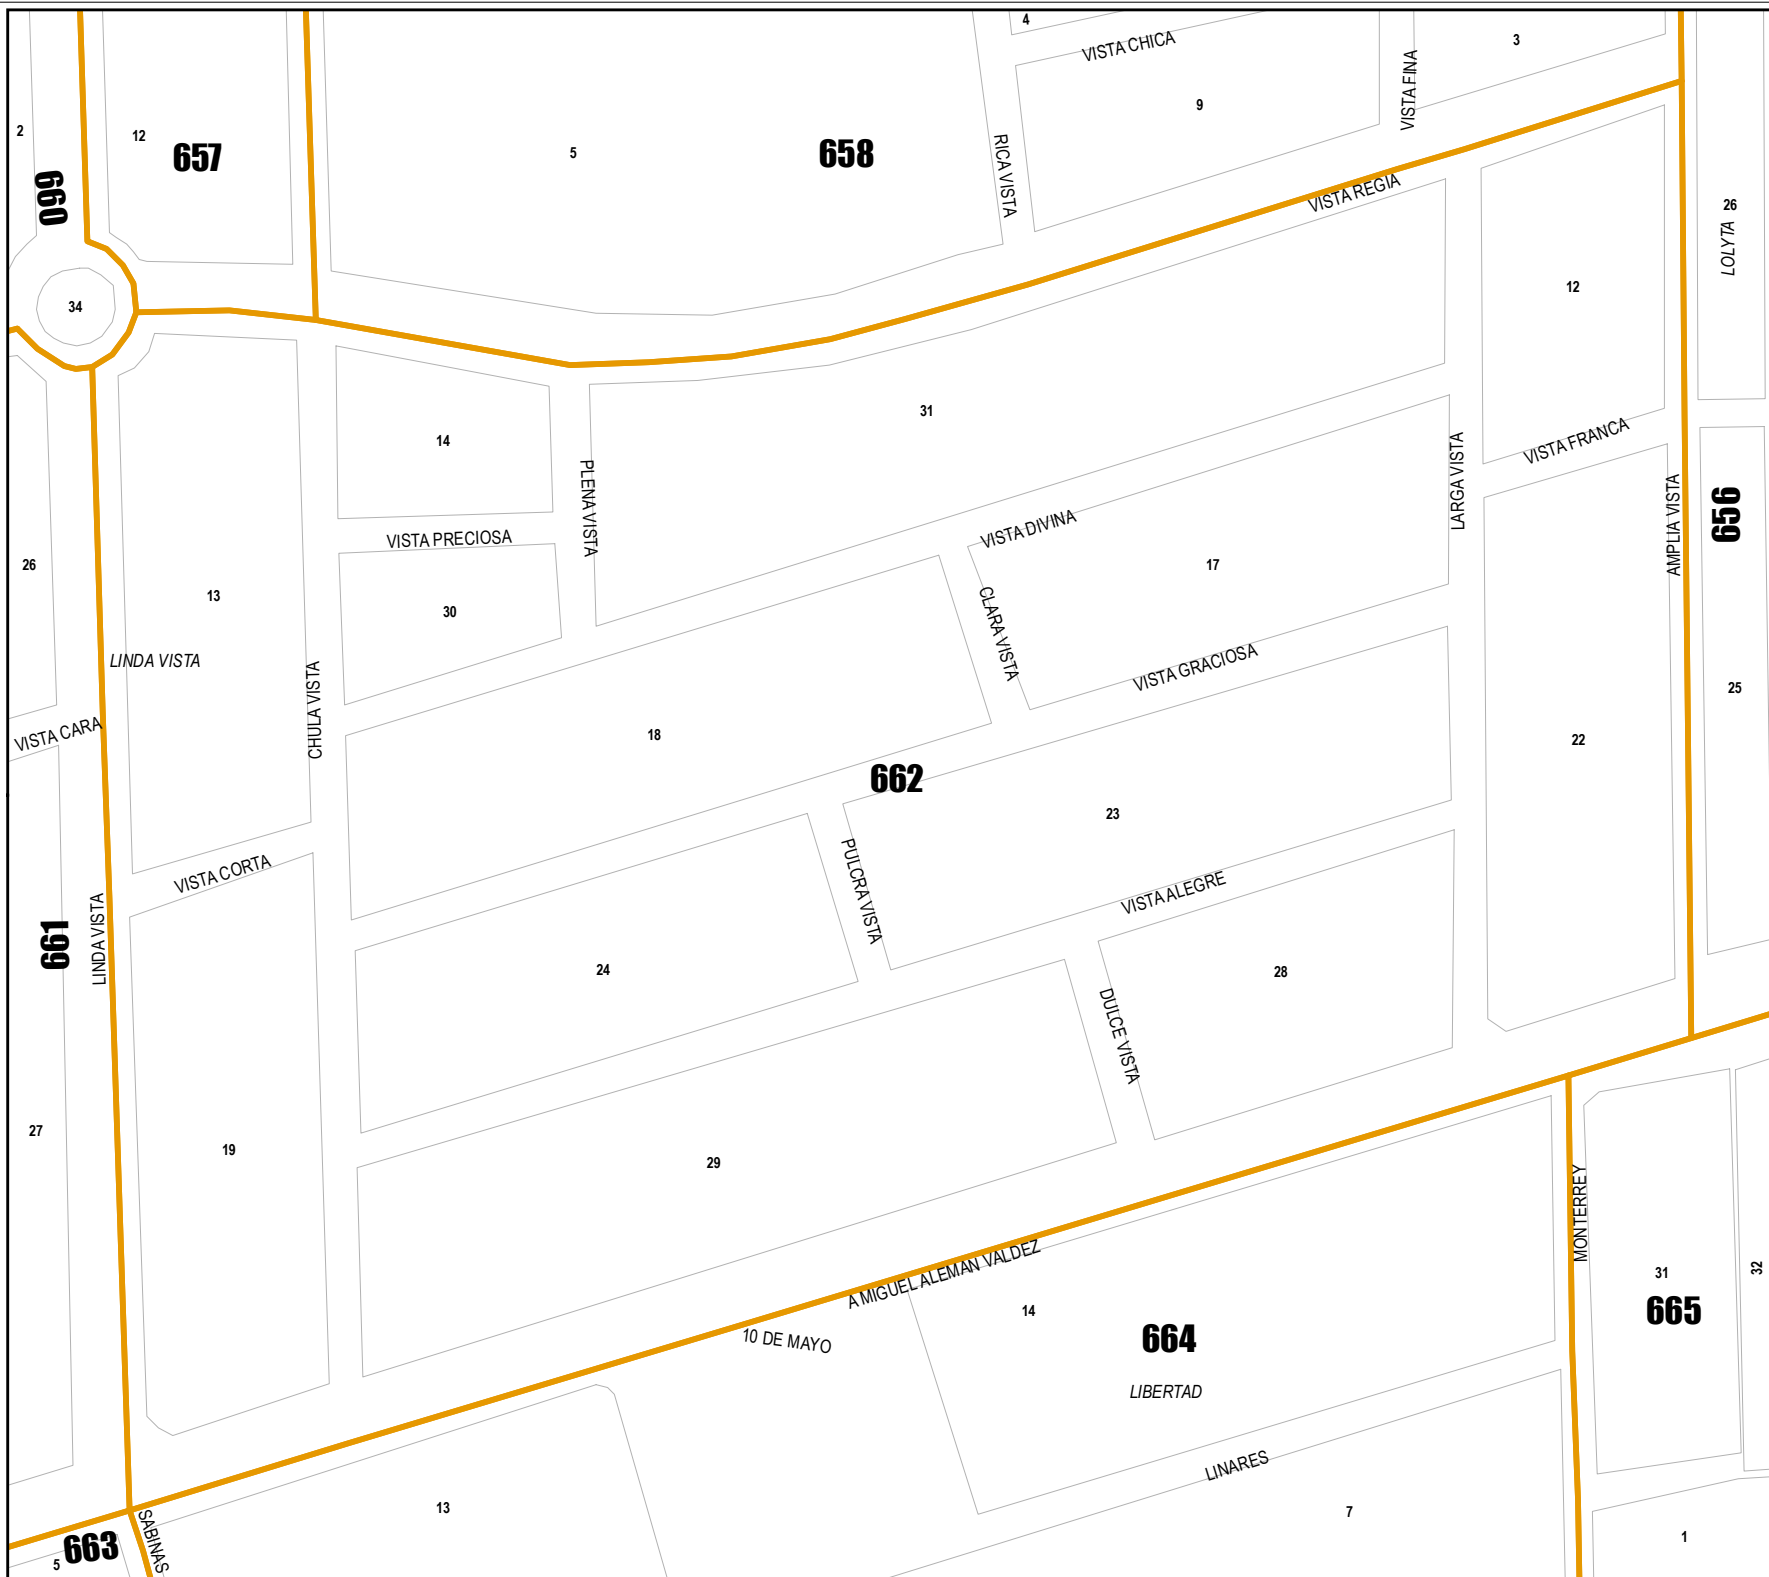 4
VISTA CHICA
3
VISTA FINA
2
12
657
5
658
9
RICA VISTA
660
VISTA REGIA
26
LOLYTA
34
12
31
14
PLENA VISTA
LARGA VISTA
VISTA FRANCA
AMPLIA VISTA
656
VISTA DIVINA
VISTA PRECIOSA
26
13
30
17
CLARA VISTA
LINDA VISTA
CHULA VISTA
VISTA GRACIOSA
25
VISTA CARA
18
22
662
23
VISTA CORTA
PULCRA VISTA
VISTA ALEGRE
661
LINDA VISTA
24
28
DULCE VISTA
27
19
29
MONTERREY
A MIGUEL ALEMAN VALDEZ
31
32
14
665
10 DE MAYO
664
LIBERTAD
LINARES
13
7
SABINAS
663
5
1